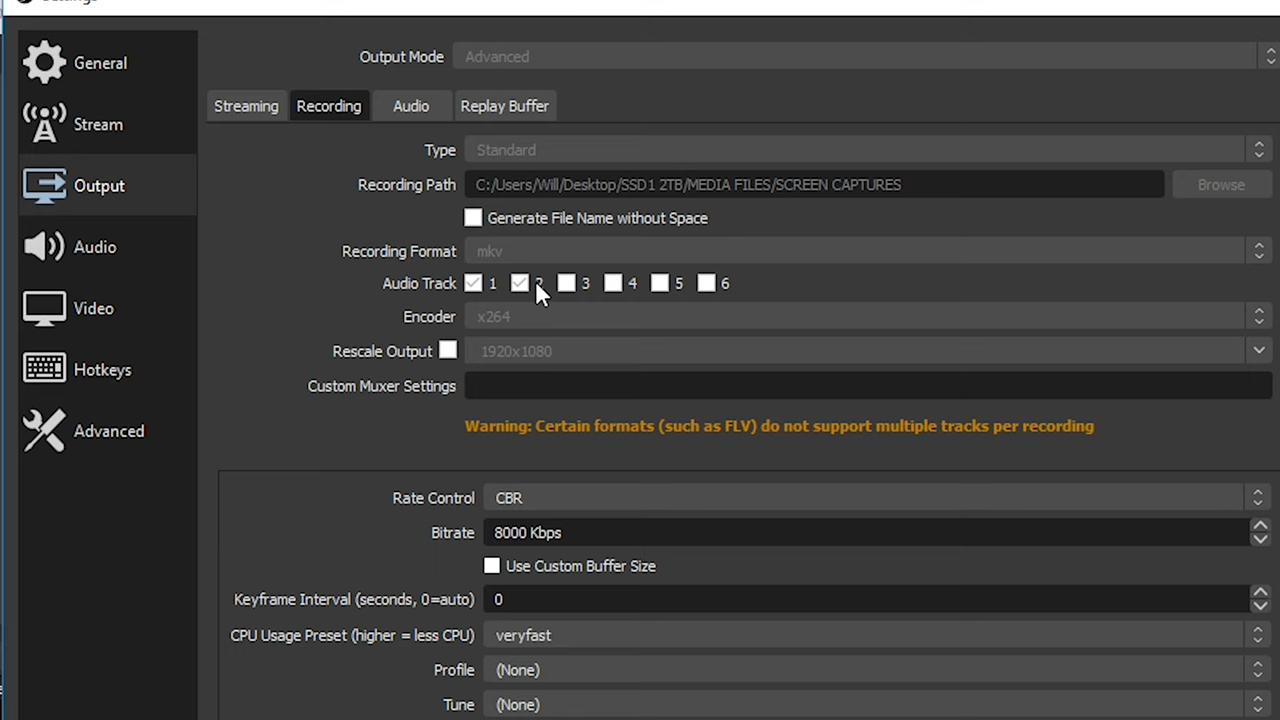 Settings
General
Stream
Output
Audio
Video
Hotkeys
Advanced
Output Mode Advanced
Streaming Recording Audio Replay Buffer
Type Standard
Recording Path C:/Users/Will/Desktop/SSD1 2TB/MEDIA FILES/SCREEN CAPTURES Browse
Generate File Name without Space
Recording Format mkv
Audio Track 1 2 3 4 5 6
Encoder x264
Rescale Output 1920x1080
Custom Muxer Settings
Warning: Certain formats (such as FLV) do not support multiple tracks per recording
Rate Control CBR
Bitrate 8000 Kbps
Use Custom Buffer Size
Keyframe Interval (seconds, 0=auto) 0
CPU Usage Preset (higher = less CPU) veryfast
Profile (None)
Tune (None)